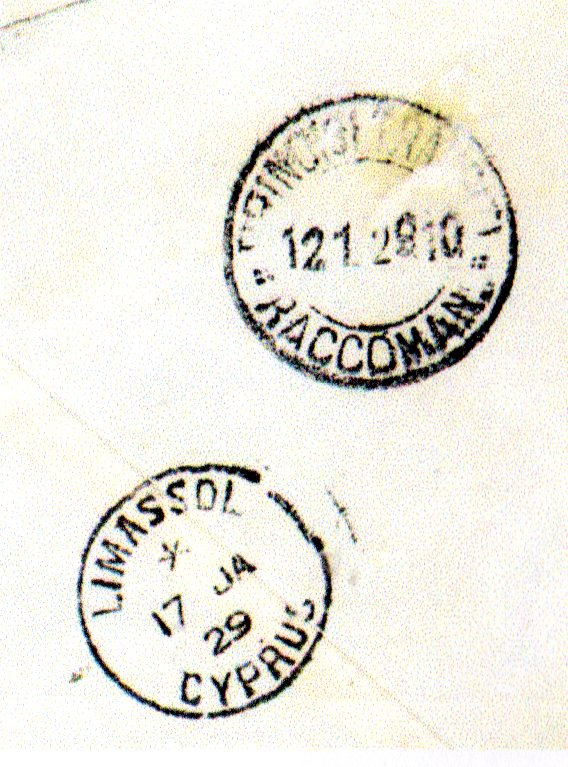 12 1. 29 10
RACCOMAN.
LIMASSOL
17 JA
29
CYPRUS